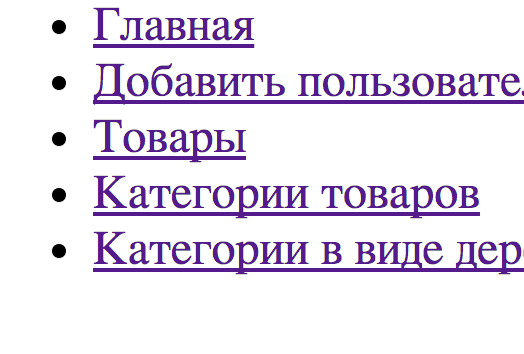 Главная
Добавить
Товары
Категории товаров
Категории в виде